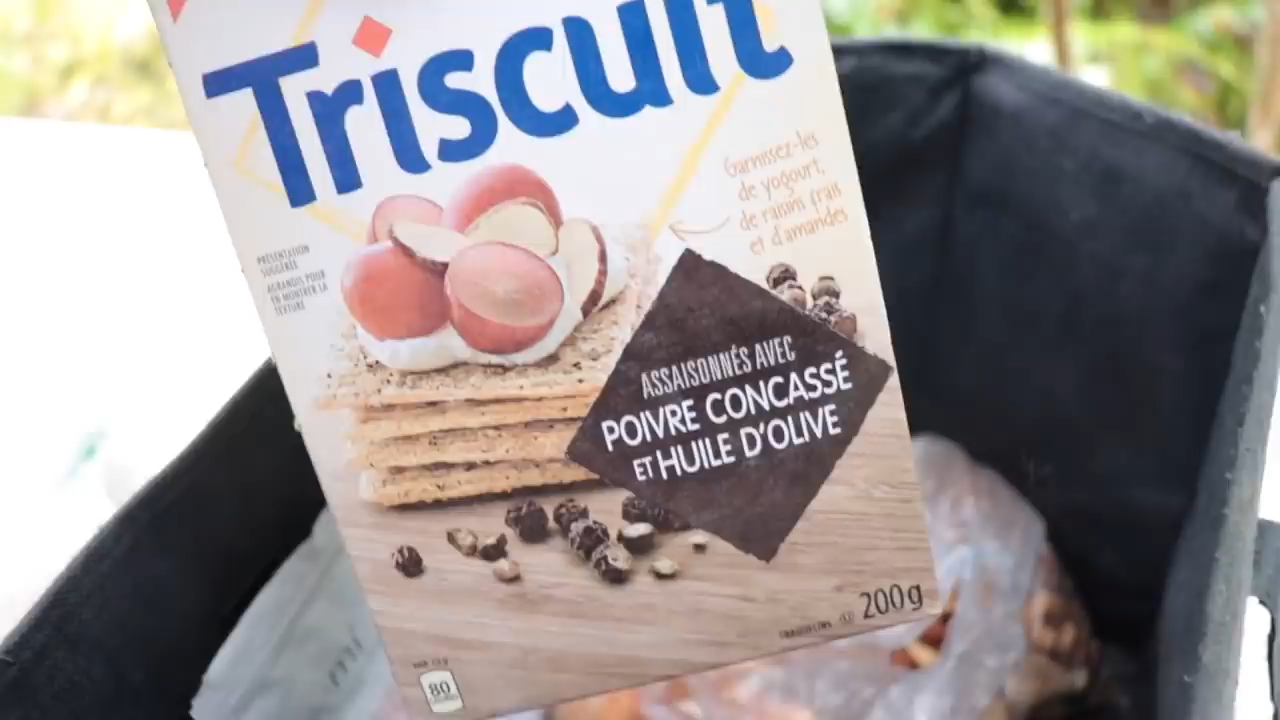 Triscuit
Garnissez-les
de yogourt,
de raisins frais
et d'amandes
PRÉSENTATION
SUGGÉRÉE
AGRANDIS POUR
EN MONTRER LA
TEXTURE
ASSAISONNÉS AVEC
POIVRE CONCASSÉ
ET HUILE D'OLIVE
200g
80